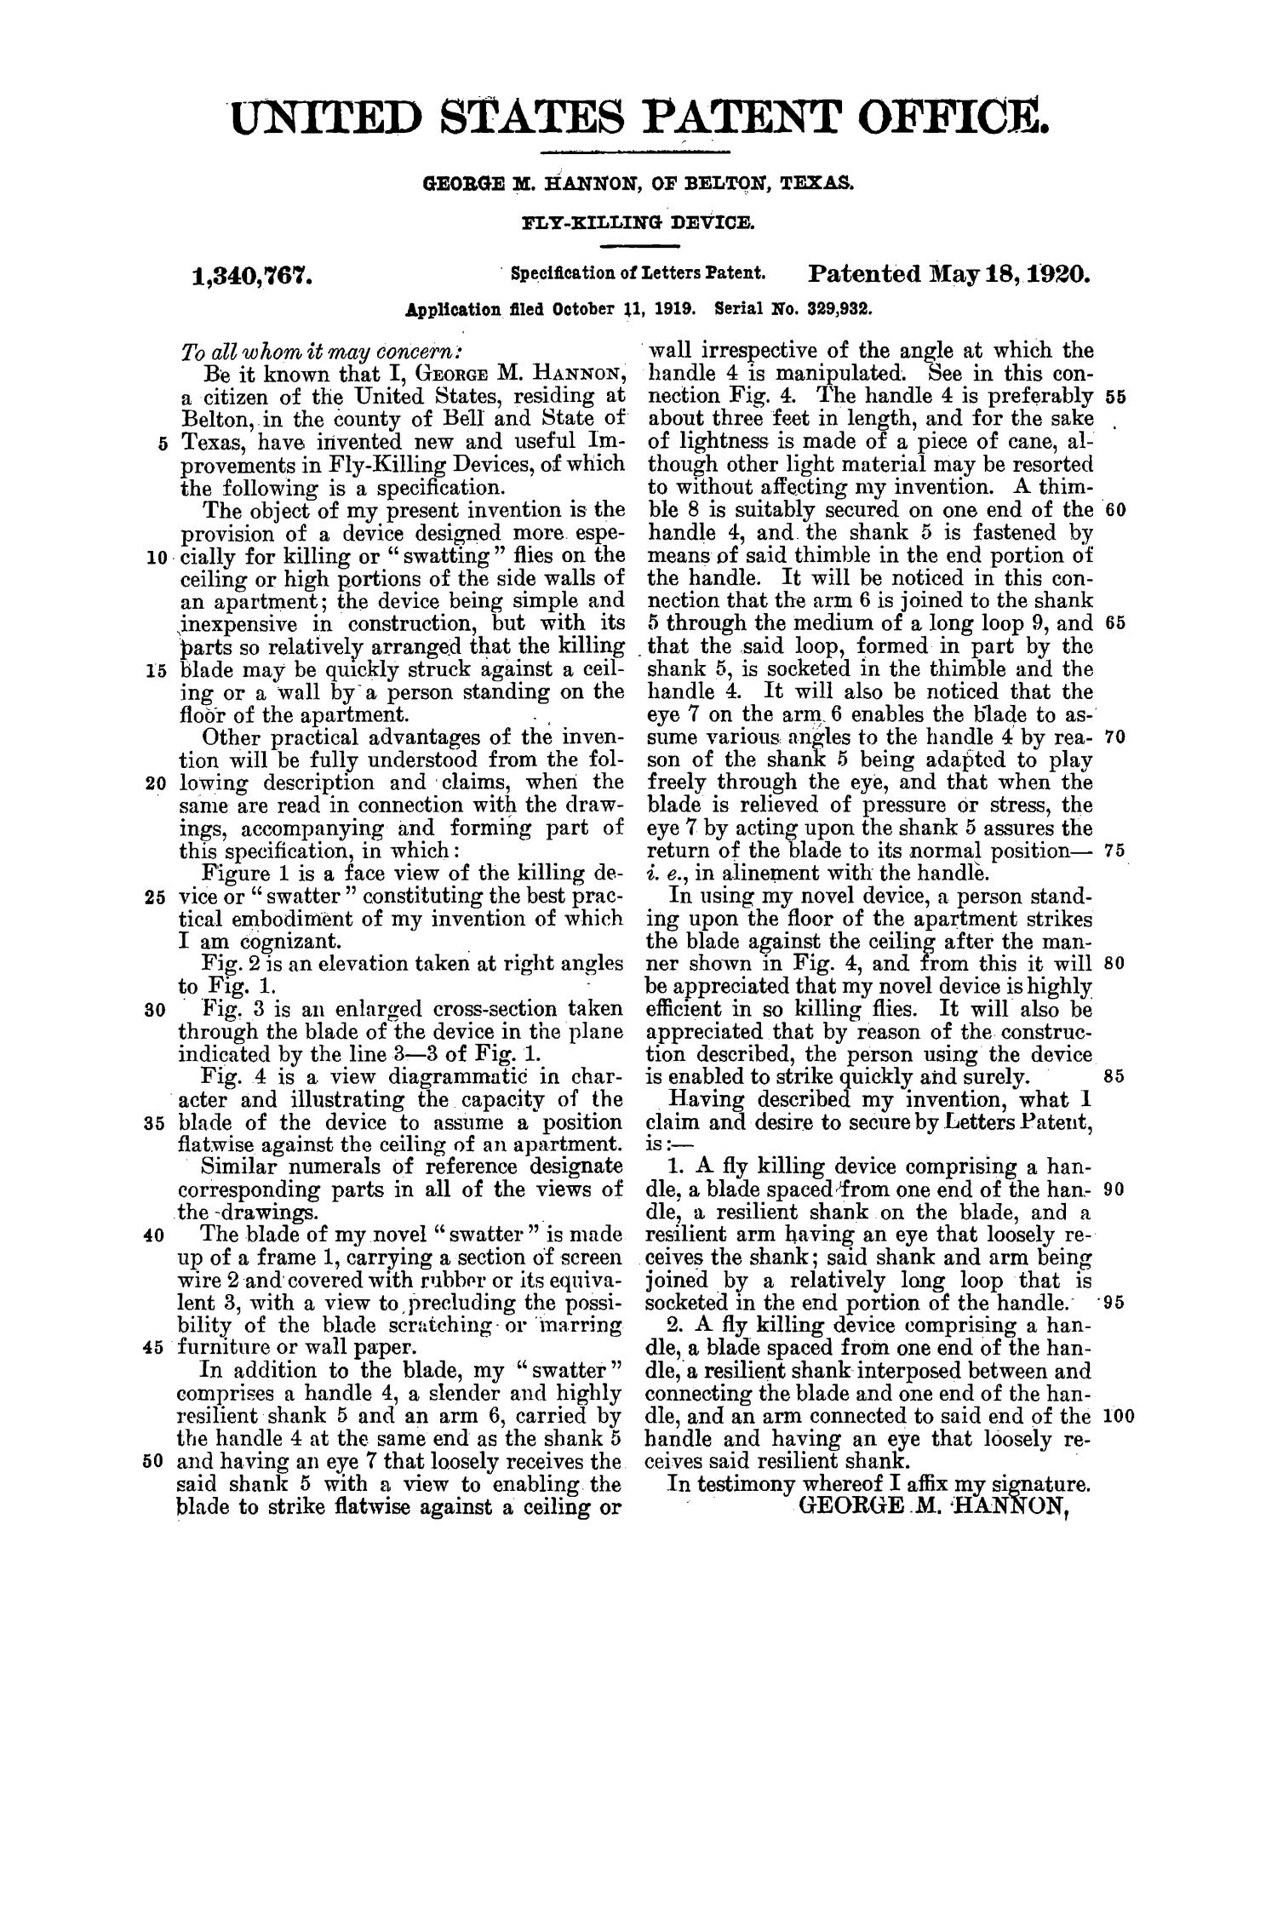 UNITED STATES PATENT OFFICE.
GEORGE M. HANNON, OF BELTON, TEXAS.
FLY-KILLING DEVICE.
1,340,767. Specification of Letters Patent. Patented May 18, 1920.
Application filed October 11, 1919. Serial No. 329,932.
To all whom it may concern:
Be it known that I, GEORGE M. HANNON,
a citizen of the United States, residing at
Belton, in the county of Bell and State of
5 Texas, have invented new and useful Im-
provements in Fly-Killing Devices, of which
the following is a specification.
The object of my present invention is the
provision of a device designed more espe-
10 cially for killing or "swatting" flies on the
ceiling or high portions of the side walls of
an apartment; the device being simple and
inexpensive in construction, but with its
parts so relatively arranged that the killing
15 blade may be quickly struck against a ceil-
ing or a wall by a person standing on the
floor of the apartment.
Other practical advantages of the inven-
tion will be fully understood from the fol-
20 lowing description and claims, when the
same are read in connection with the draw-
ings, accompanying and forming part of
this specification, in which:
Figure 1 is a face view of the killing de-
25 vice or "swatter" constituting the best prac-
tical embodiment of my invention of which
I am cognizant.
Fig. 2 is an elevation taken at right angles
to Fig. 1.
30 Fig. 3 is an enlarged cross-section taken
through the blade of the device in the plane
indicated by the line 3—3 of Fig. 1.
Fig. 4 is a view diagrammatic in char-
acter and illustrating the capacity of the
35 blade of the device to assume a position
flatwise against the ceiling of an apartment.
Similar numerals of reference designate
corresponding parts in all of the views of
the drawings.
40 The blade of my novel "swatter" is made
up of a frame 1, carrying a section of screen
wire 2 and covered with rubber or its equiva-
lent 3, with a view to precluding the possi-
bility of the blade scratching or marring
45 furniture or wall paper.
In addition to the blade, my "swatter"
comprises a handle 4, a slender and highly
resilient shank 5 and an arm 6, carried by
the handle 4 at the same end as the shank 5
50 and having an eye 7 that loosely receives the
said shank 5 with a view to enabling the
blade to strike flatwise against a ceiling or
wall irrespective of the angle at which the
handle 4 is manipulated. See in this con-
nection Fig. 4. The handle 4 is preferably 55
about three feet in length, and for the sake
of lightness is made of a piece of cane, al-
though other light material may be resorted
to without affecting my invention. A thim-
ble 8 is suitably secured on one end of the 60
handle 4, and the shank 5 is fastened by
means of said thimble in the end portion of
the handle. It will be noticed in this con-
nection that the arm 6 is joined to the shank
5 through the medium of a long loop 9, and 65
that the said loop, formed in part by the
shank 5, is socketed in the thimble and the
handle 4. It will also be noticed that the
eye 7 on the arm 6 enables the blade to as-
sume various angles to the handle 4 by rea- 70
son of the shank 5 being adapted to play
freely through the eye, and that when the
blade is relieved of pressure or stress, the
eye 7 by acting upon the shank 5 assures the
return of the blade to its normal position— 75
i. e., in alinement with the handle.
In using my novel device, a person stand-
ing upon the floor of the apartment strikes
the blade against the ceiling after the man-
ner shown in Fig. 4, and from this it will 80
be appreciated that my novel device is highly
efficient in so killing flies. It will also be
appreciated that by reason of the construc-
tion described, the person using the device
is enabled to strike quickly and surely. 85
Having described my invention, what I
claim and desire to secure by Letters Patent,
is:—
1. A fly killing device comprising a han-
dle, a blade spaced from one end of the han- 90
dle, a resilient shank on the blade, and a
resilient arm having an eye that loosely re-
ceives the shank; said shank and arm being
joined by a relatively long loop that is
socketed in the end portion of the handle. 95
2. A fly killing device comprising a han-
dle, a blade spaced from one end of the han-
dle, a resilient shank interposed between and
connecting the blade and one end of the han-
dle, and an arm connected to said end of the 100
handle and having an eye that loosely re-
ceives said resilient shank.
In testimony whereof I affix my signature.
GEORGE M. HANNON,